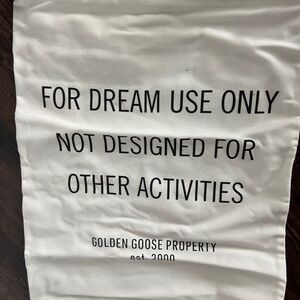 FOR DREAM USE ONLY
NOT DESIGNED FOR
OTHER ACTIVITIES
GOLDEN GOOSE PROPERTY
est. 2000